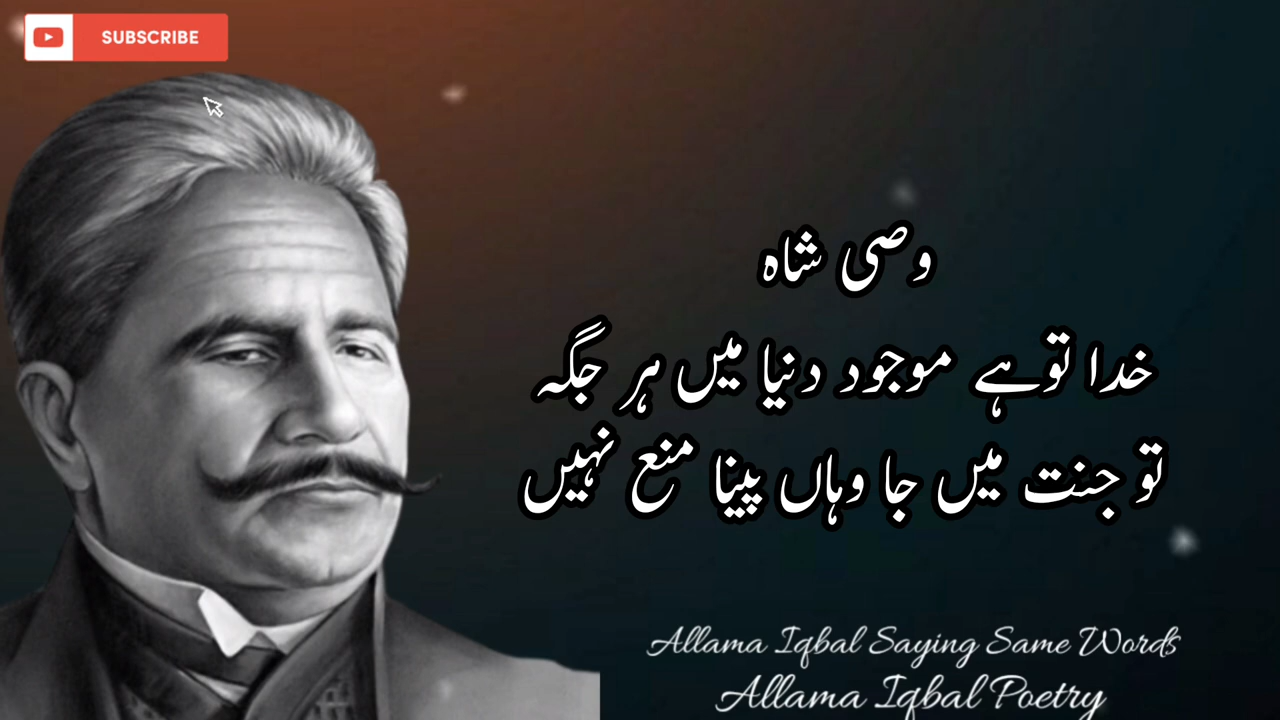 SUBSCRIBE
وصی شاہ
خدا تو ہے موجود دنیا میں ہر جگہ
تو جنت میں جا وہاں پینا منع نہیں
Allama Iqbal Saying Same Words
Allama Iqbal Poetry